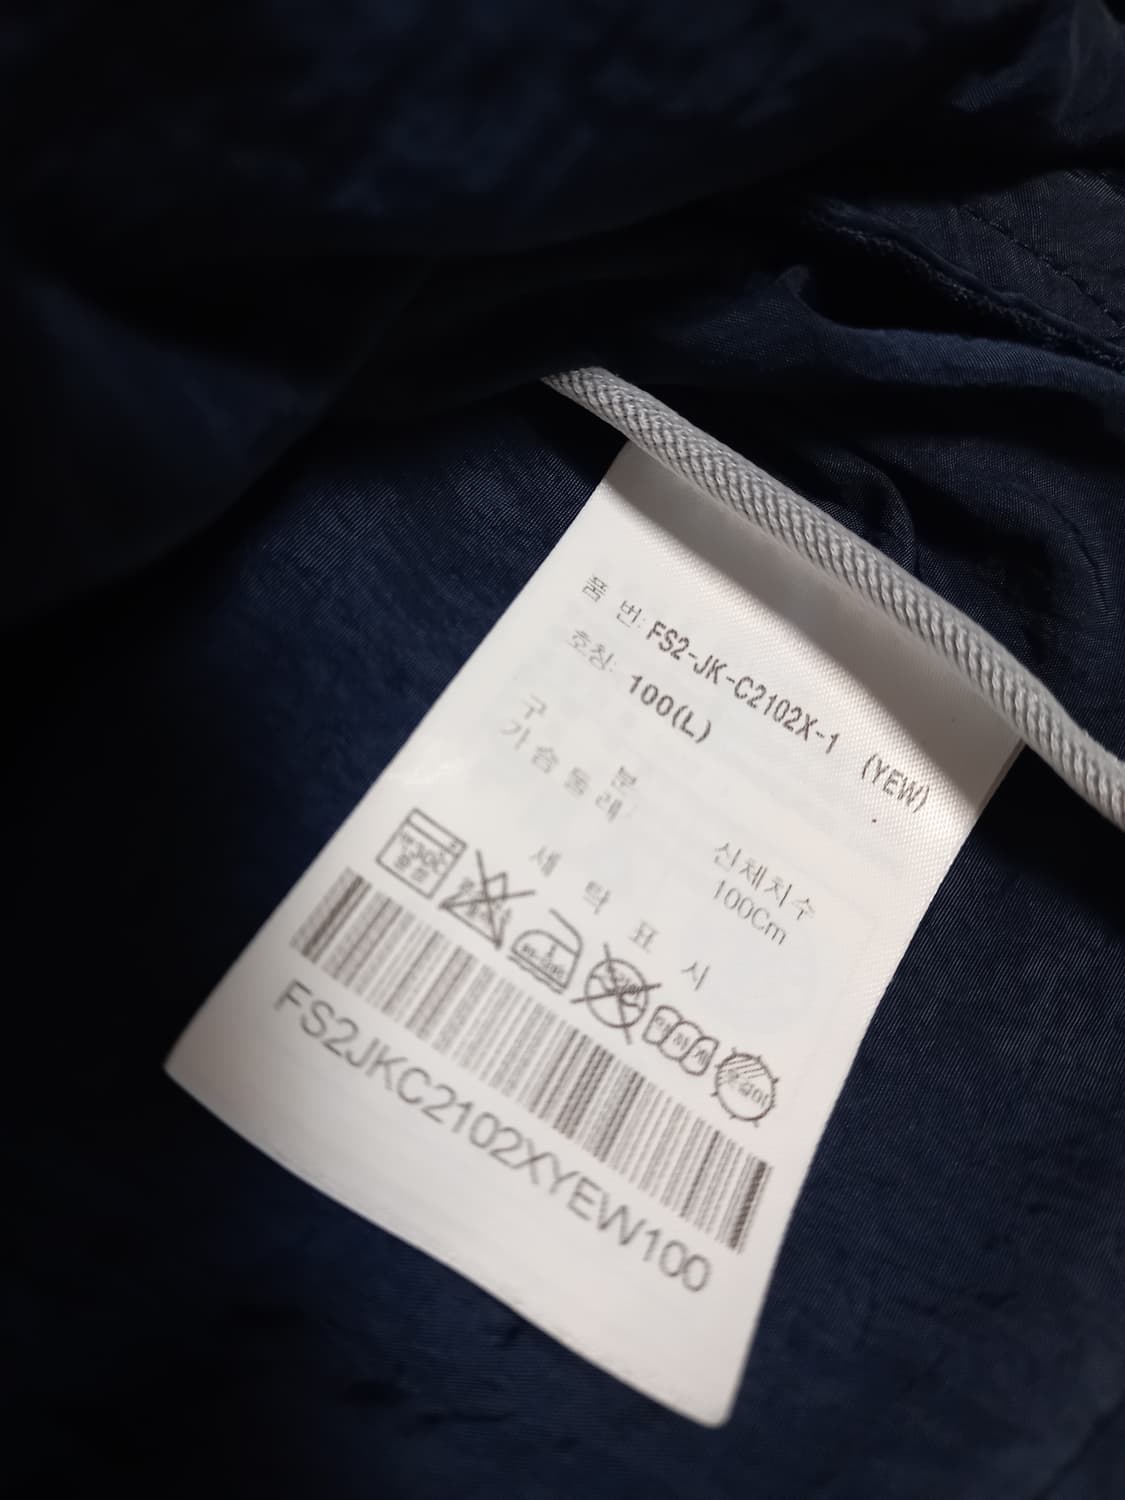 품 번: FS2-JK-C2102X-1 (YEW)
호칭: 100(L)
구 분 신체치수
가슴둘레: 100Cm
세 탁 표 시
FS2JKC2102XYEW100